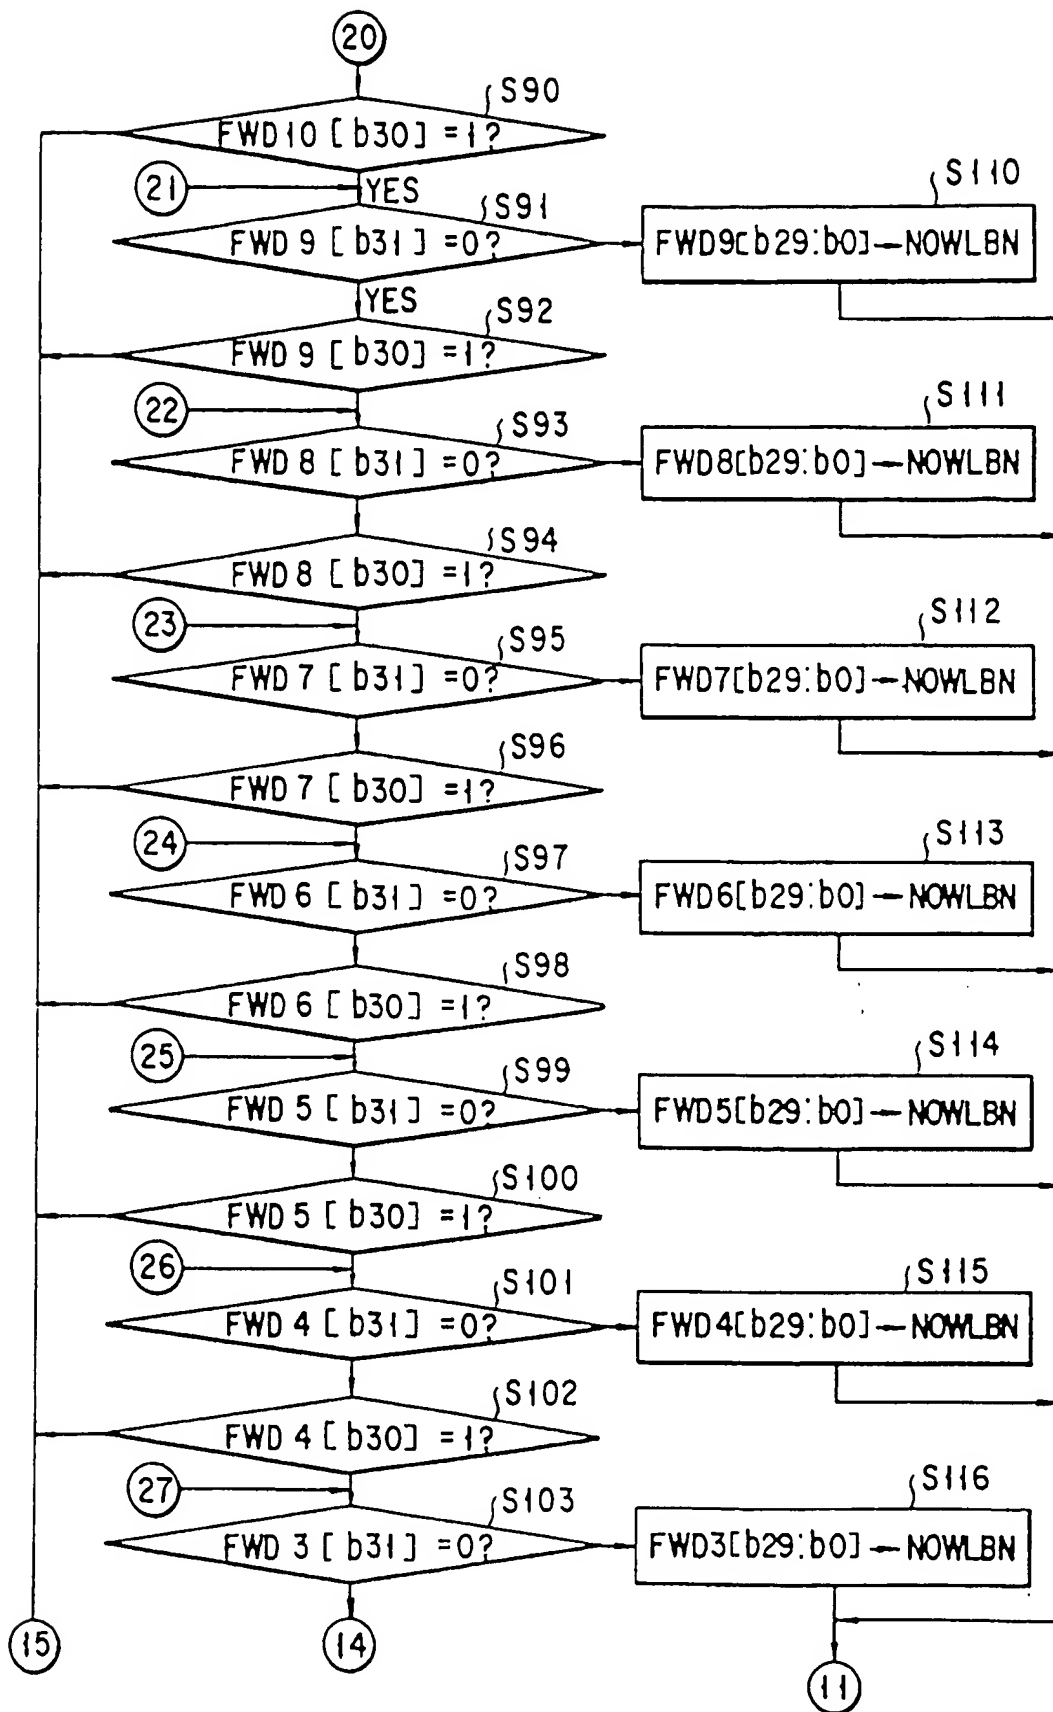 20
S90
FWD10 [b30] =1?
21
YES
S91
FWD9 [b31] =0?
S110
FWD9[b29:b0]→NOWLBN
YES
S92
FWD9 [b30] =1?
22
S93
FWD8 [b31] =0?
S111
FWD8[b29:b0]→NOWLBN
S94
FWD8 [b30] =1?
23
S95
FWD7 [b31] =0?
S112
FWD7[b29:b0]→NOWLBN
S96
FWD7 [b30] =1?
24
S97
FWD6 [b31] =0?
S113
FWD6[b29:b0]→NOWLBN
S98
FWD6 [b30] =1?
25
S99
FWD5 [b31] =0?
S114
FWD5[b29:b0]→NOWLBN
S100
FWD5 [b30] =1?
26
S101
FWD4 [b31] =0?
S115
FWD4[b29:b0]→NOWLBN
S102
FWD4 [b30] =1?
27
S103
FWD3 [b31] =0?
S116
FWD3[b29:b0]→NOWLBN
15
14
11